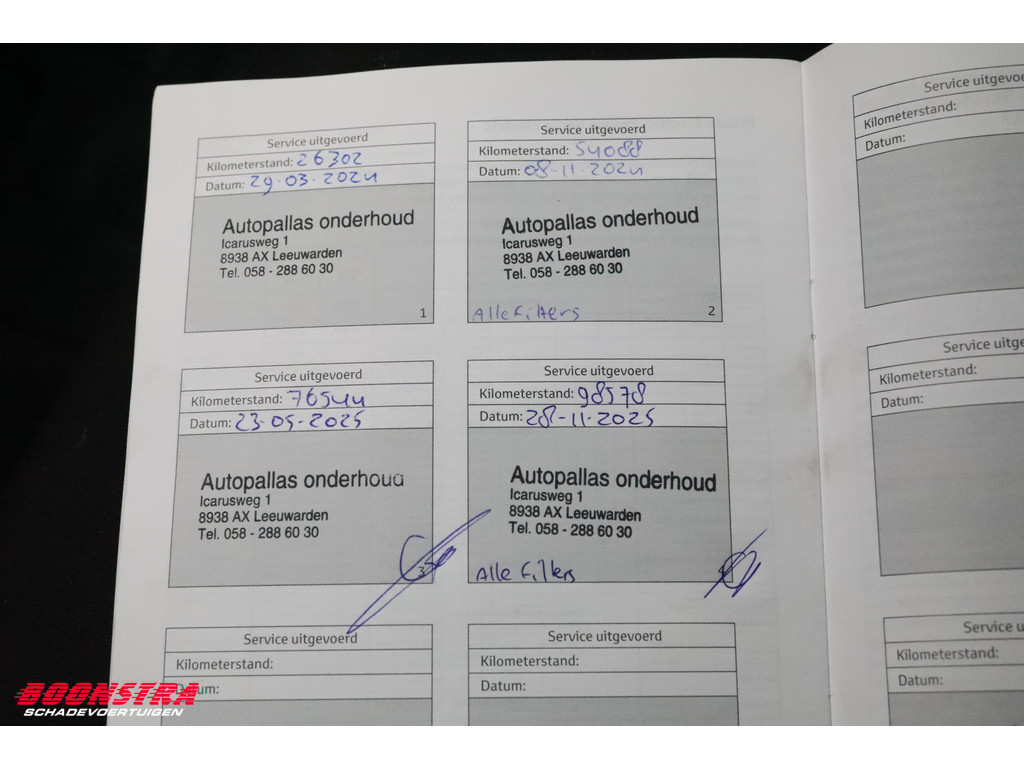 Service uitgevoerd
Kilometerstand: 26302
Datum: 29.03.2024
Autopallas onderhoud
Icarusweg 1
8938 AX Leeuwarden
Tel. 058 - 288 60 30
1
Service uitgevoerd
Kilometerstand: 54088
Datum: 08-11-2024
Autopallas onderhoud
Icarusweg 1
8938 AX Leeuwarden
Tel. 058 - 288 60 30
Alle Filters
2
Service uitgevoerd
Kilometerstand:
Datum:
Service uitgevoerd
Kilometerstand: 76544
Datum: 23-05-2025
Autopallas onderhoud
Icarusweg 1
8938 AX Leeuwarden
Tel. 058 - 288 60 30
3
Service uitgevoerd
Kilometerstand: 98578
Datum: 28-11-2025
Autopallas onderhoud
Icarusweg 1
8938 AX Leeuwarden
Tel. 058 - 288 60 30
Alle Filters
Service uitge
Kilometerstand:
Datum:
Service uitgevoerd
Kilometerstand:
Datum:
Service uitgevoerd
Kilometerstand:
Datum:
Service u
Kilometerstand:
Datum:
BOONSTRA
SCHADEVOERTUIGEN